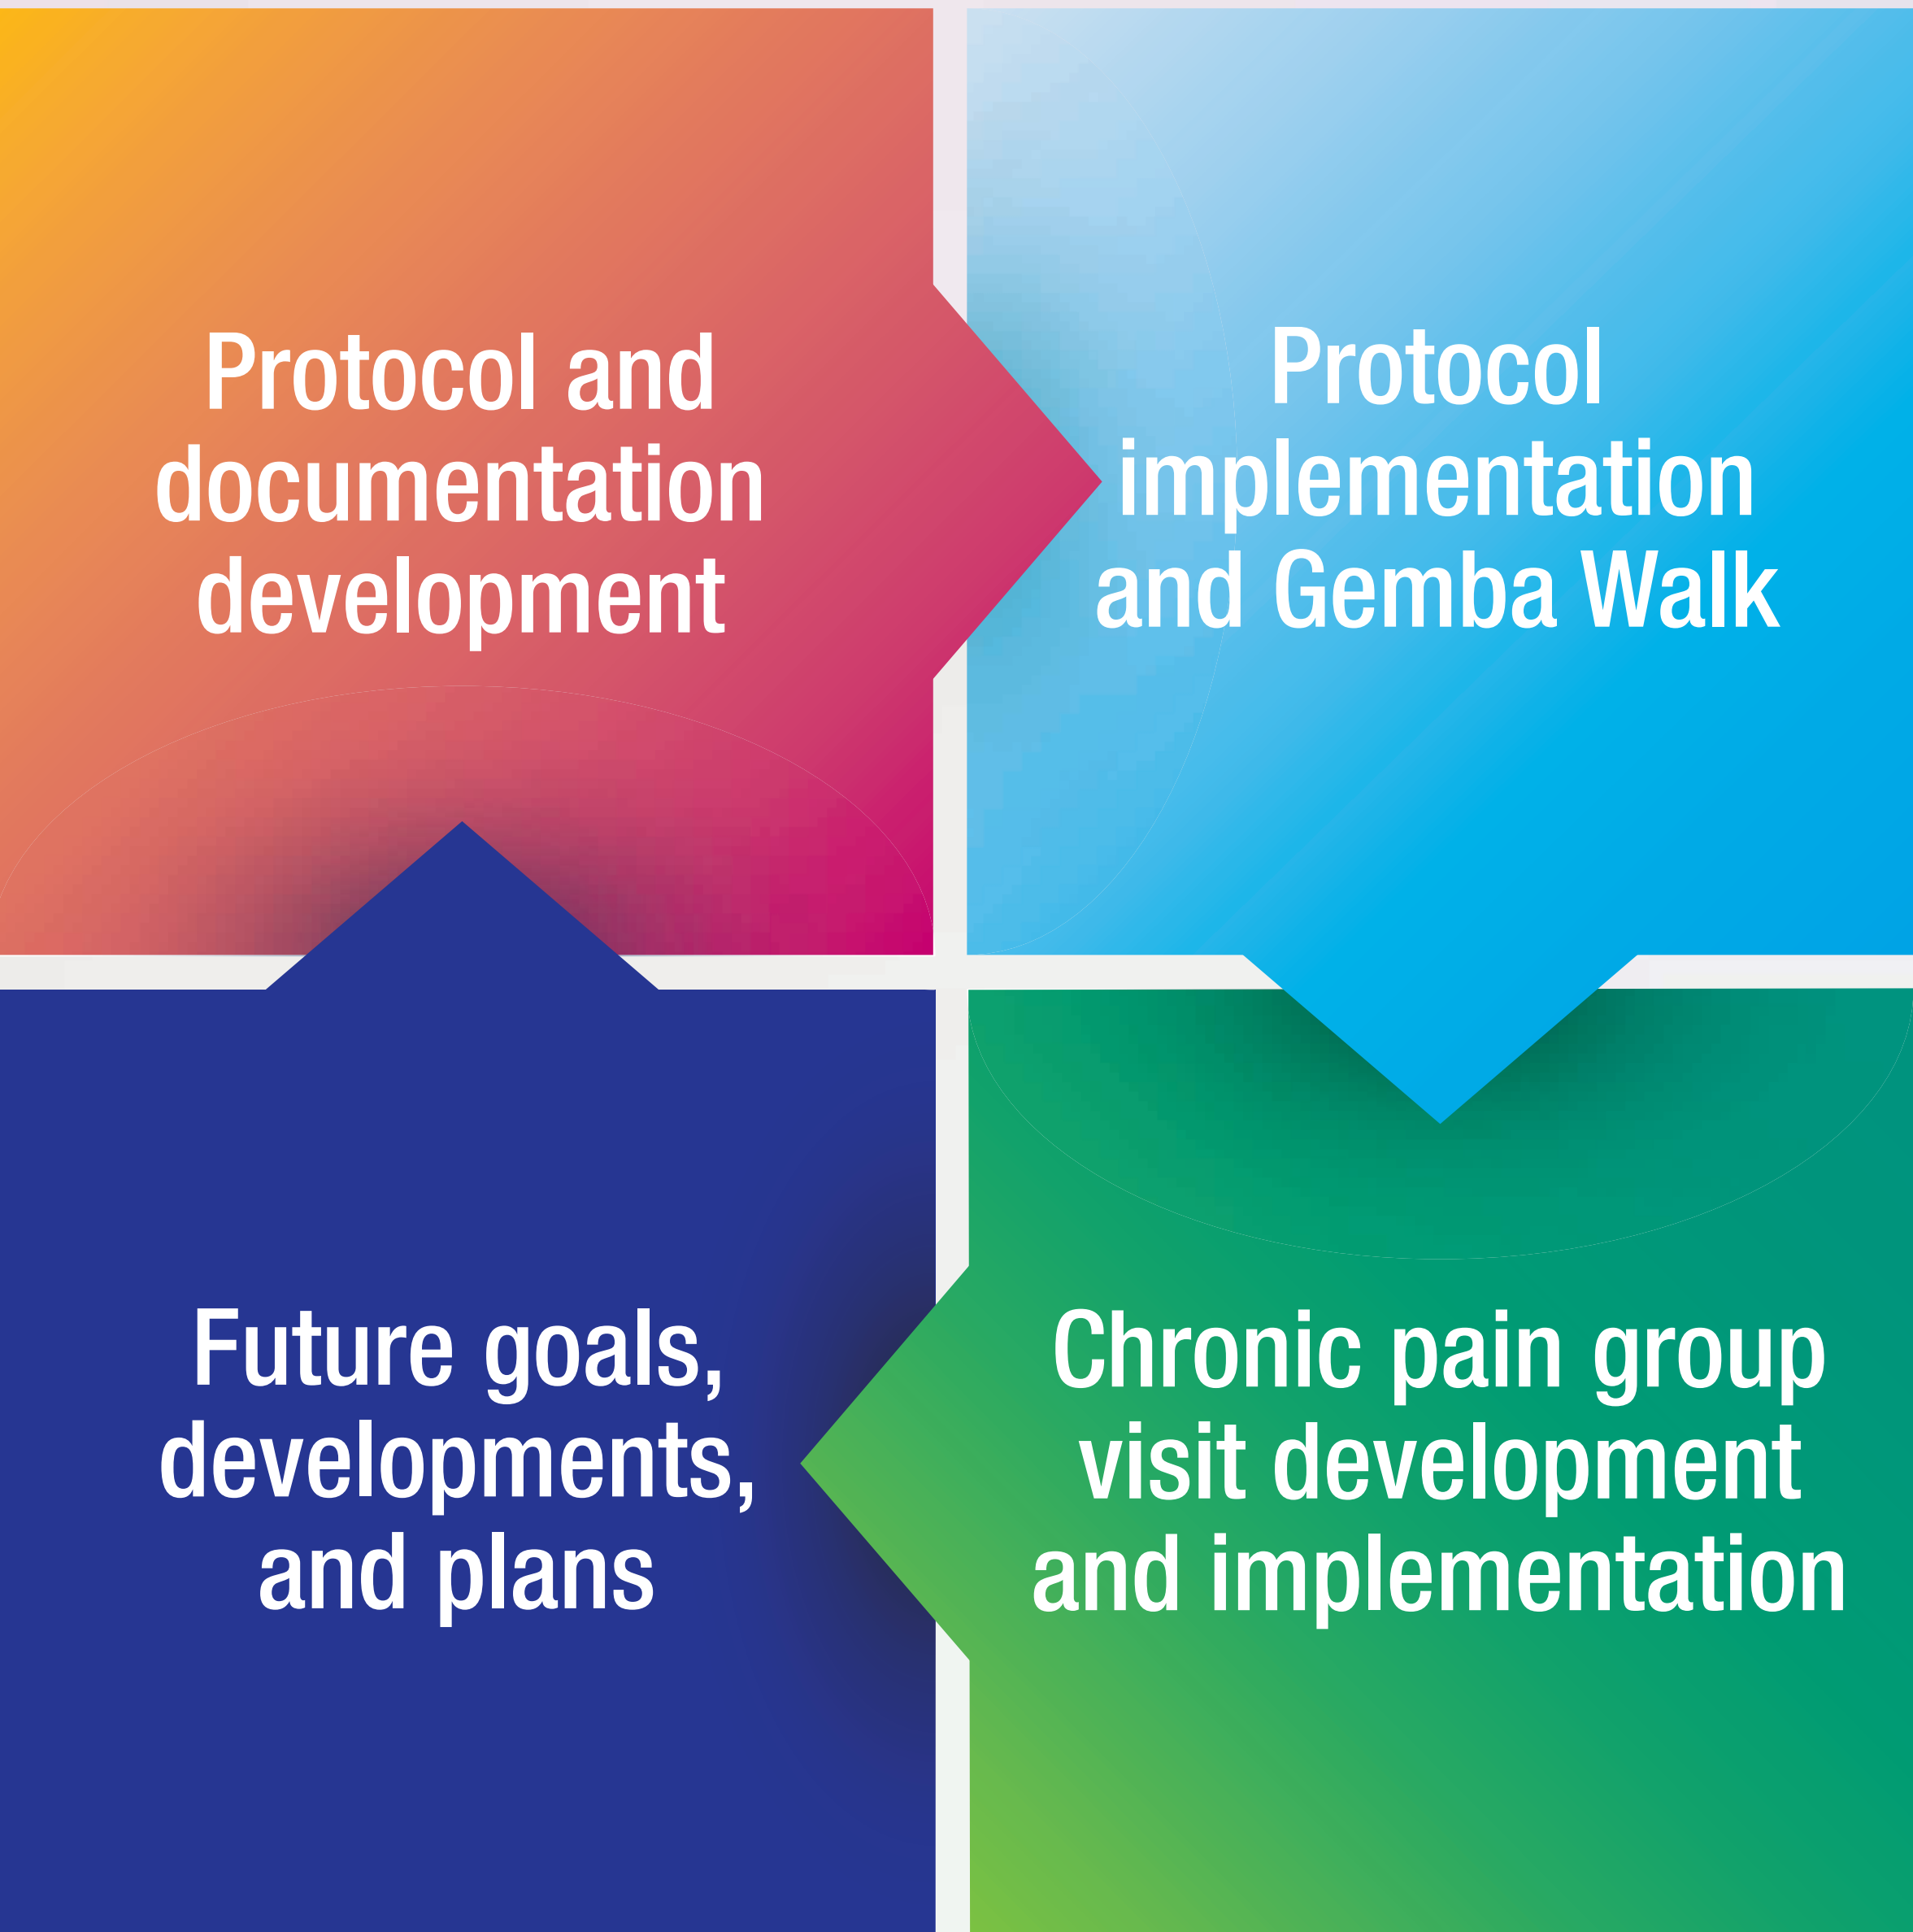 Protocol and
documentation
development
Protocol
implementation
and Gemba Walk
Future goals,
developments,
and plans
Chronic pain group
visit development
and implementation